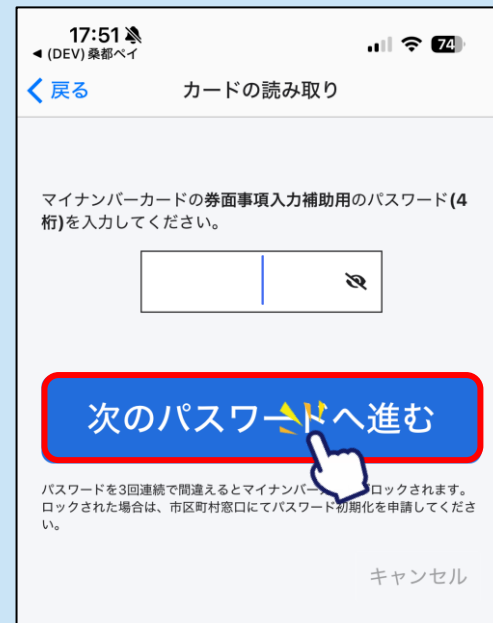 17:51
◀ (DEV) 桑都ペイ
74
戻る
カードの読み取り
マイナンバーカードの券面事項入力補助用のパスワード(4
桁)を入力してください。
次のパスワードへ進む
パスワードを3回連続で間違えるとマイナンバー ロックされます。
ロックされた場合は、市区町村窓口にてパスワード初期化を申請してくださ
い。
キャンセル